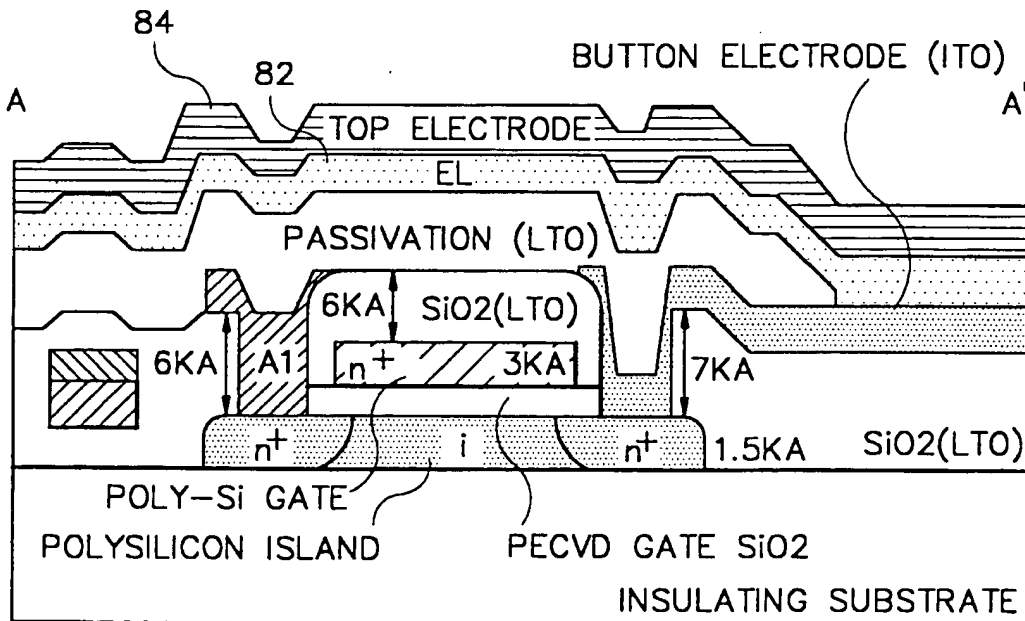 84
82
BUTTON ELECTRODE (ITO)
A
A'
TOP ELECTRODE
EL
PASSIVATION (LTO)
6KA
SiO2(LTO)
6KA
A1
n+
3KA
7KA
n+
i
n+
1.5KA
SiO2(LTO)
POLY-Si GATE
POLYSILICON ISLAND
PECVD GATE SiO2
INSULATING SUBSTRATE